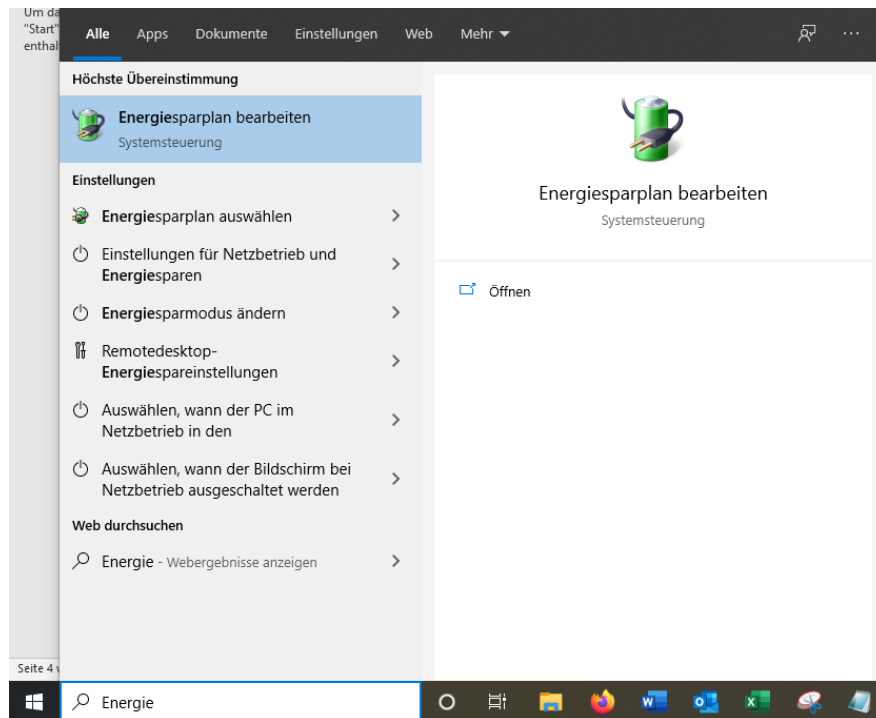 Um da
"Start"
enthal
Alle Apps Dokumente Einstellungen Web Mehr
Höchste Übereinstimmung
Energiesparplan bearbeiten
Systemsteuerung
Einstellungen
Energiesparplan auswählen
Einstellungen für Netzbetrieb und
Energiesparen
Energiesparmodus ändern
Remotedesktop-
Energiespareinstellungen
Auswählen, wann der PC im
Netzbetrieb in den
Auswählen, wann der Bildschirm bei
Netzbetrieb ausgeschaltet werden
Web durchsuchen
Energie - Webergebnisse anzeigen
Energiesparplan bearbeiten
Systemsteuerung
Öffnen
Seite 4
Energie